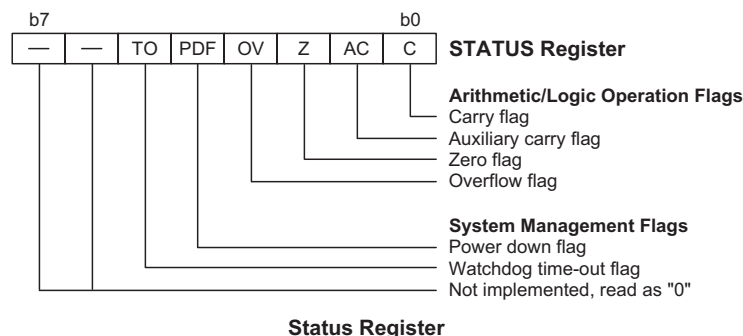 b7 b0
— — TO PDF OV Z AC C STATUS Register
Arithmetic/Logic Operation Flags
Carry flag
Auxiliary carry flag
Zero flag
Overflow flag
System Management Flags
Power down flag
Watchdog time-out flag
Not implemented, read as "0"
Status Register